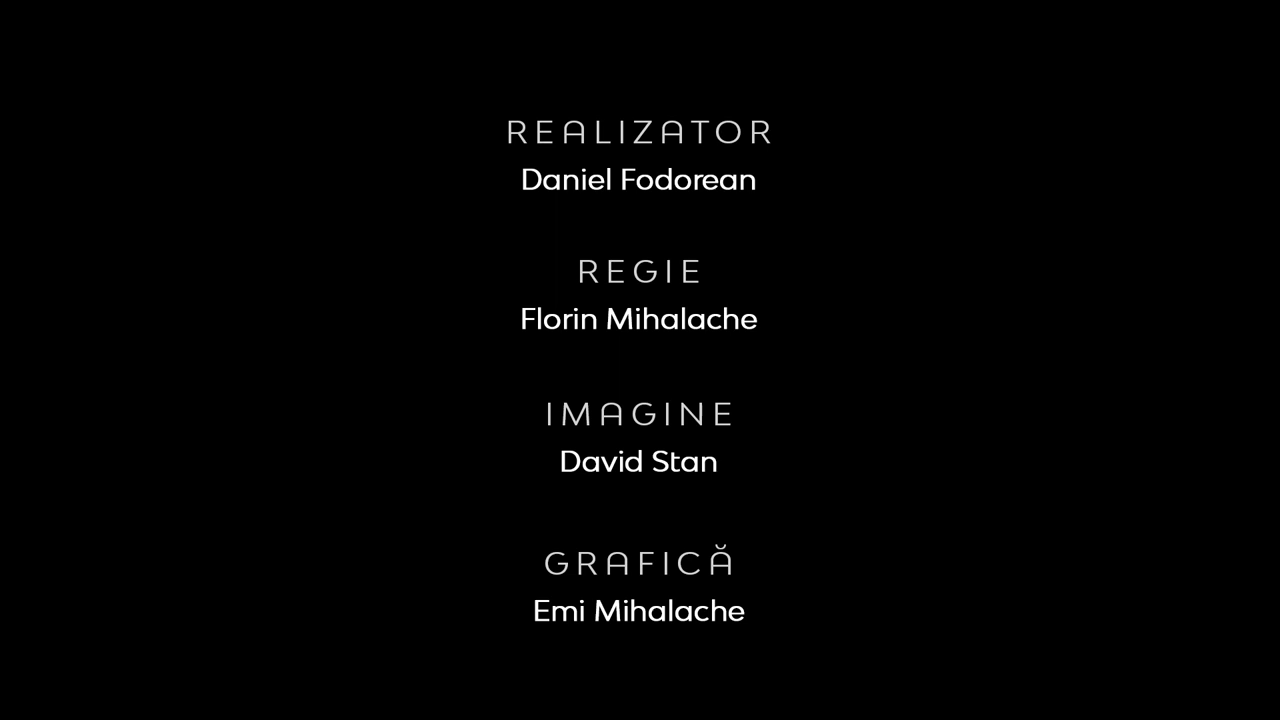 REALIZATOR
Daniel Fodorean
REGIE
Florin Mihalache
IMAGINE
David Stan
GRAFICĂ
Emi Mihalache